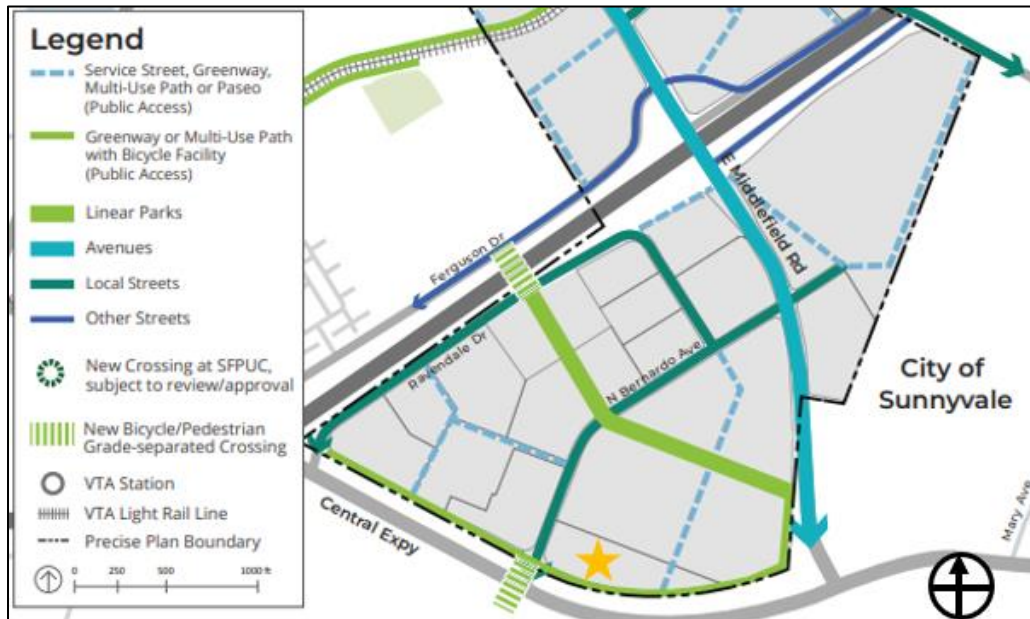 Legend
Service Street, Greenway,
Multi-Use Path or Paseo
(Public Access)
Greenway or Multi-Use Path
with Bicycle Facility
(Public Access)
Linear Parks
Avenues
Local Streets
Other Streets
New Crossing at SFPUC,
subject to review/approval
New Bicycle/Pedestrian
Grade-separated Crossing
VTA Station
VTA Light Rail Line
Precise Plan Boundary
0 250 500 1000 ft
E Middlefield Rd
Ferguson Dr
Ravendale Dr
N Bernardo Ave
City of
Sunnyvale
Central Expy
Mary Ave